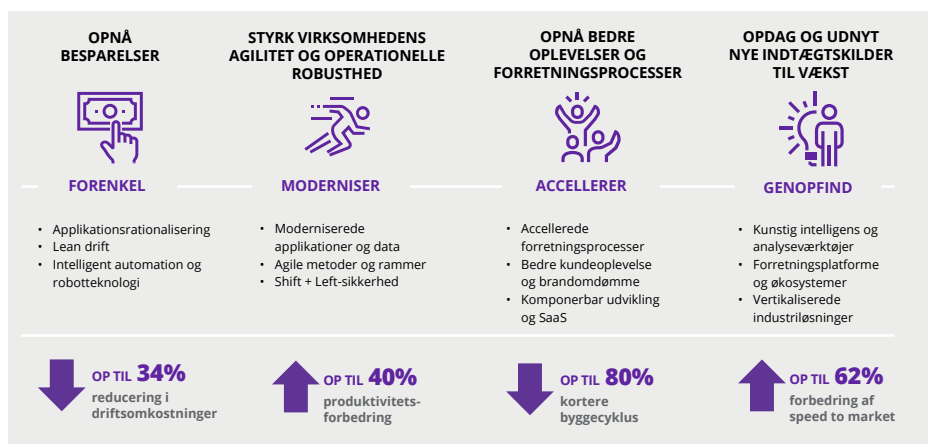 OPNÅ
BESPARELSER
FORENKEL
• Applikationsrationalisering
• Lean drift
• Intelligent automation og
robotteknologi
OP TIL 34%
reducering i
driftsomkostninger
STYRK VIRKSOMHEDENS
AGILITET OG OPERATIONELLE
ROBUSTHED
MODERNISER
• Moderniserede
applikationer og data
• Agile metoder og rammer
• Shift + Left-sikkerhed
OP TIL 40%
produktivitets-
forbedring
OPNÅ BEDRE
OPLEVELSER OG
FORRETNINGSPROCESSER
ACCELLERER
• Accellerede
forretningsprocesser
• Bedre kundeoplevelse
og brandomdømme
• Komponerbar udvikling
og SaaS
OP TIL 80%
kortere
byggecyklus
OPDAG OG UDNYT
NYE INDTÆGTSKILDER
TIL VÆKST
GENOPFIND
• Kunstig intelligens og
analyseværktøjer
• Forretningsplatforme
og økosystemer
• Vertikaliserede
industriløsninger
OP TIL 62%
forbedring af
speed to market